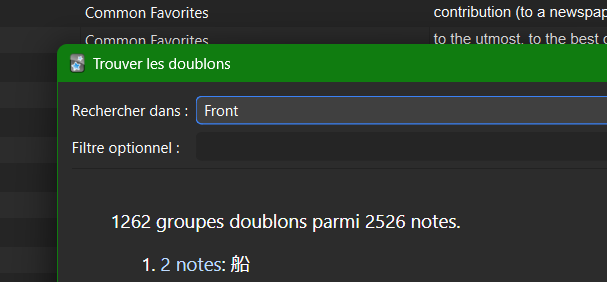 Common Favorites contribution (to a newspap
Common Favorites to the utmost, to the best
Trouver les doublons
Rechercher dans : Front
Filtre optionnel :
1262 groupes doublons parmi 2526 notes.
1. 2 notes: 船